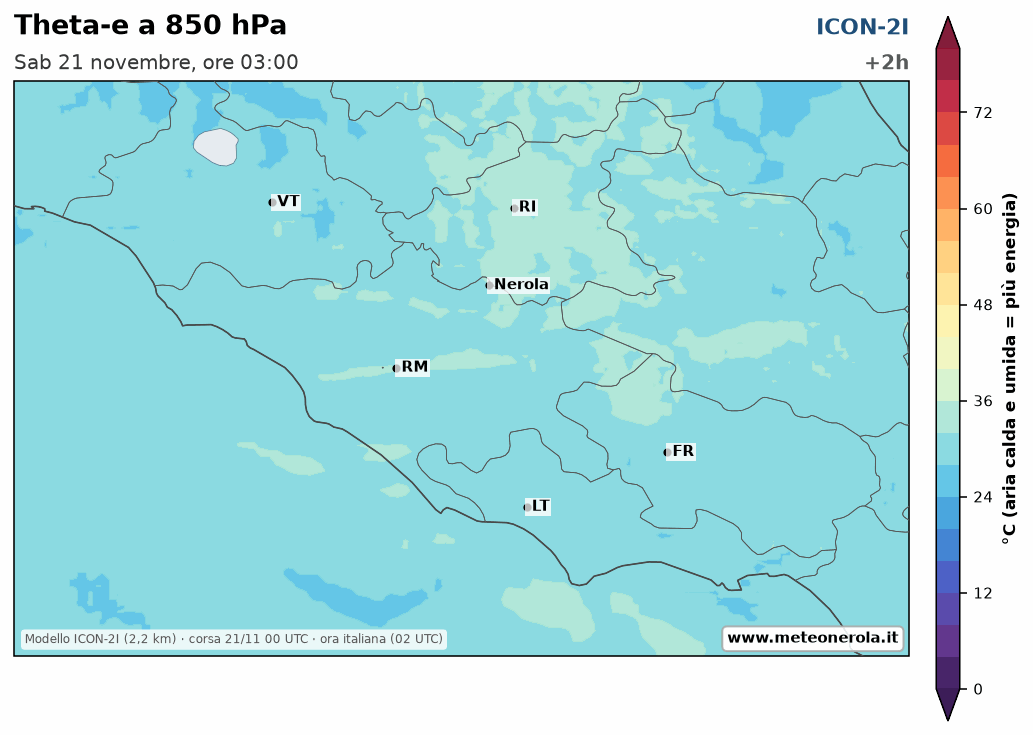 Theta-e a 850 hPa
ICON-2I
Sab 21 novembre, ore 03:00
+2h
VT
RI
Nerola
RM
FR
LT
72
60
48
36
24
12
0
°C (aria calda e umida = più energia)
Modello ICON-2I (2,2 km) · corsa 21/11 00 UTC · ora italiana (02 UTC)
www.meteonerola.it